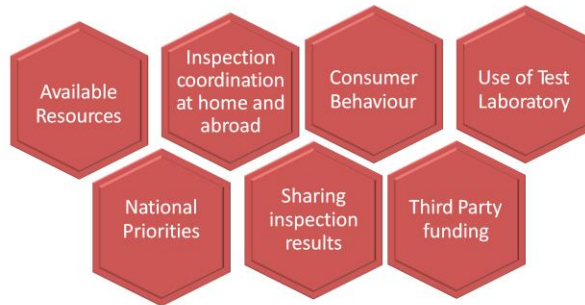 Available
Resources
Inspection
coordination
at home and
abroad
Consumer
Behaviour
Use of Test
Laboratory
National
Priorities
Sharing
inspection
results
Third Party
funding